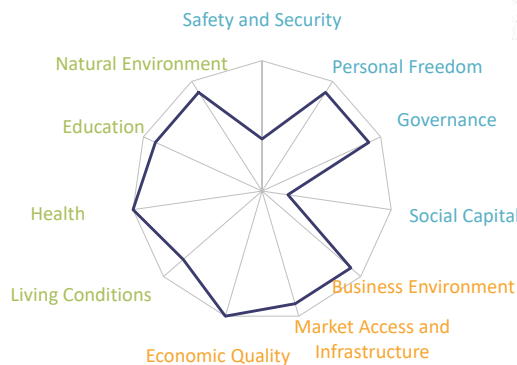 Safety and Security
Natural Environment
Personal Freedom
Education
Governance
Health
Social Capital
Living Conditions
Business Environment
Market Access and
Infrastructure
Economic Quality